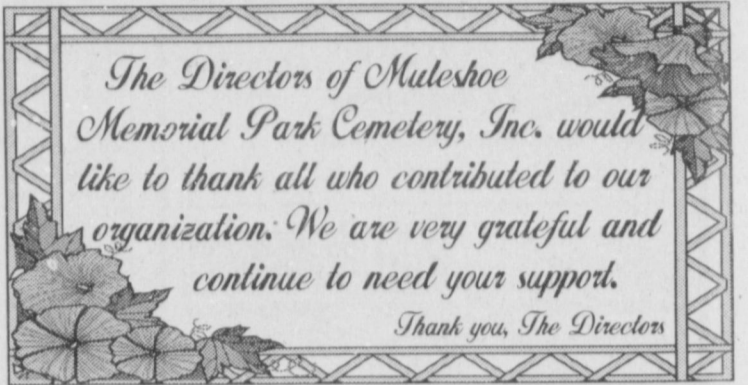 The Directors of Muleshoe
Memorial Park Cemetery, Inc. would
like to thank all who contributed to our
organization. We are very grateful and
continue to need your support.
Thank you, The Directors